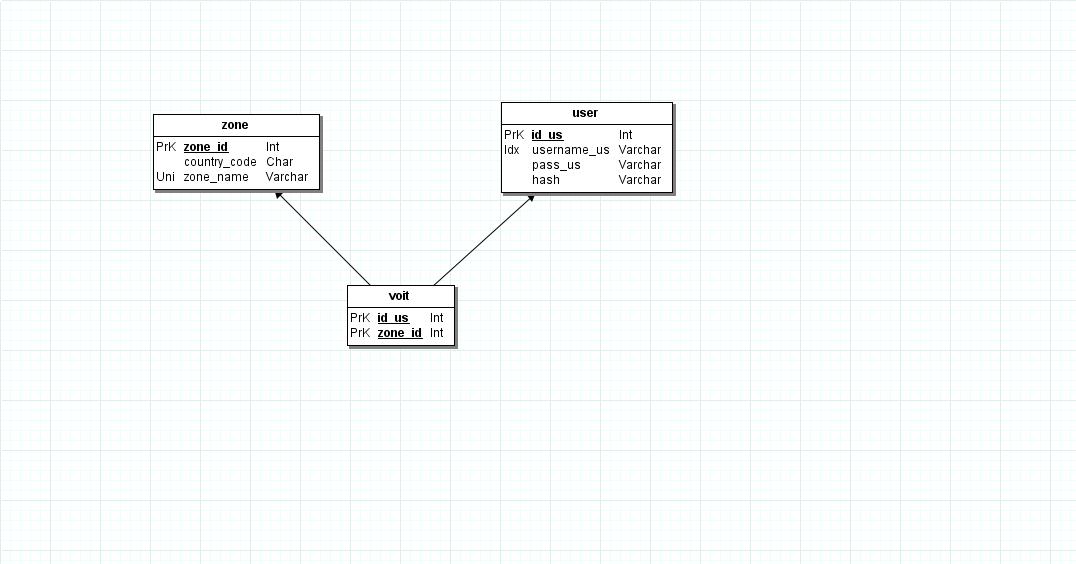 zone
PrK zone_id Int
country_code Char
Uni zone_name Varchar
user
PrK id_us Int
Idx username_us Varchar
pass_us Varchar
hash Varchar
voit
PrK id_us Int
PrK zone_id Int